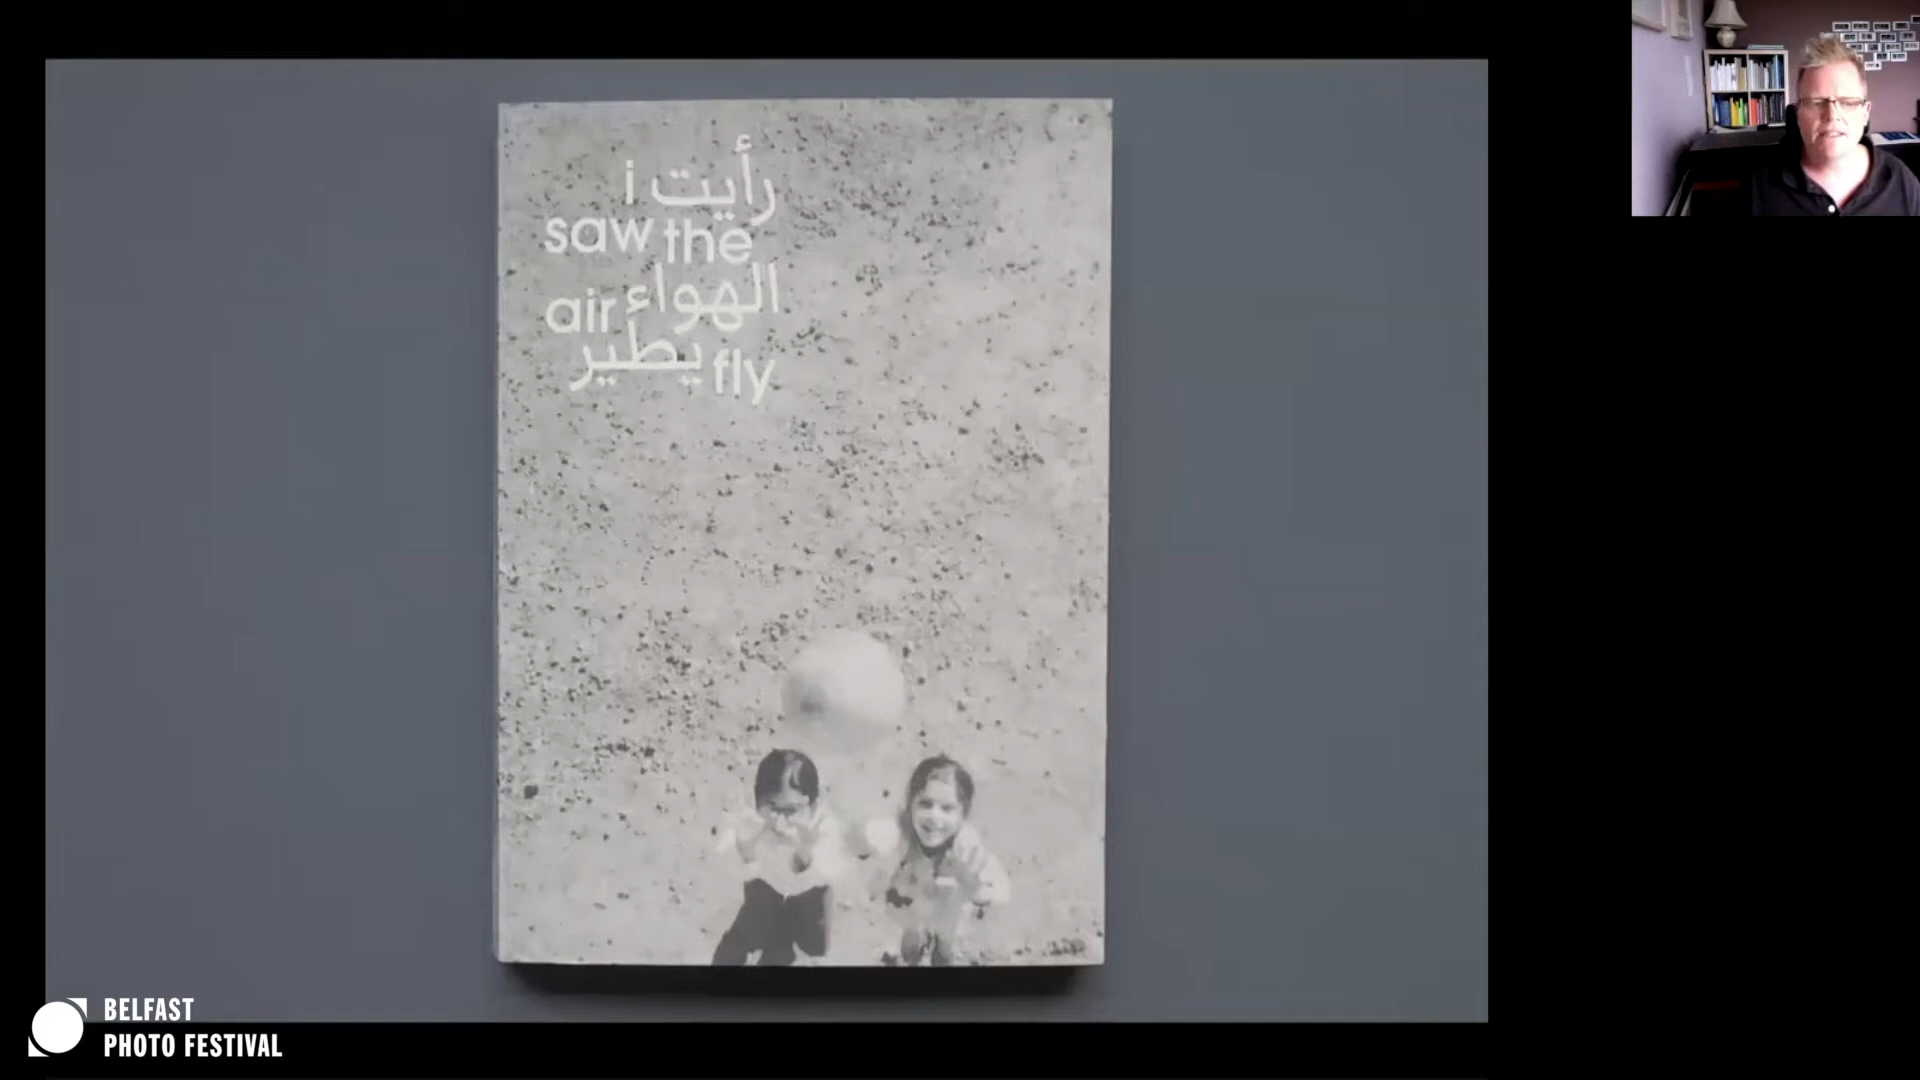 i رأيت
saw the
air الهواء
يطير fly
BELFAST
PHOTO FESTIVAL